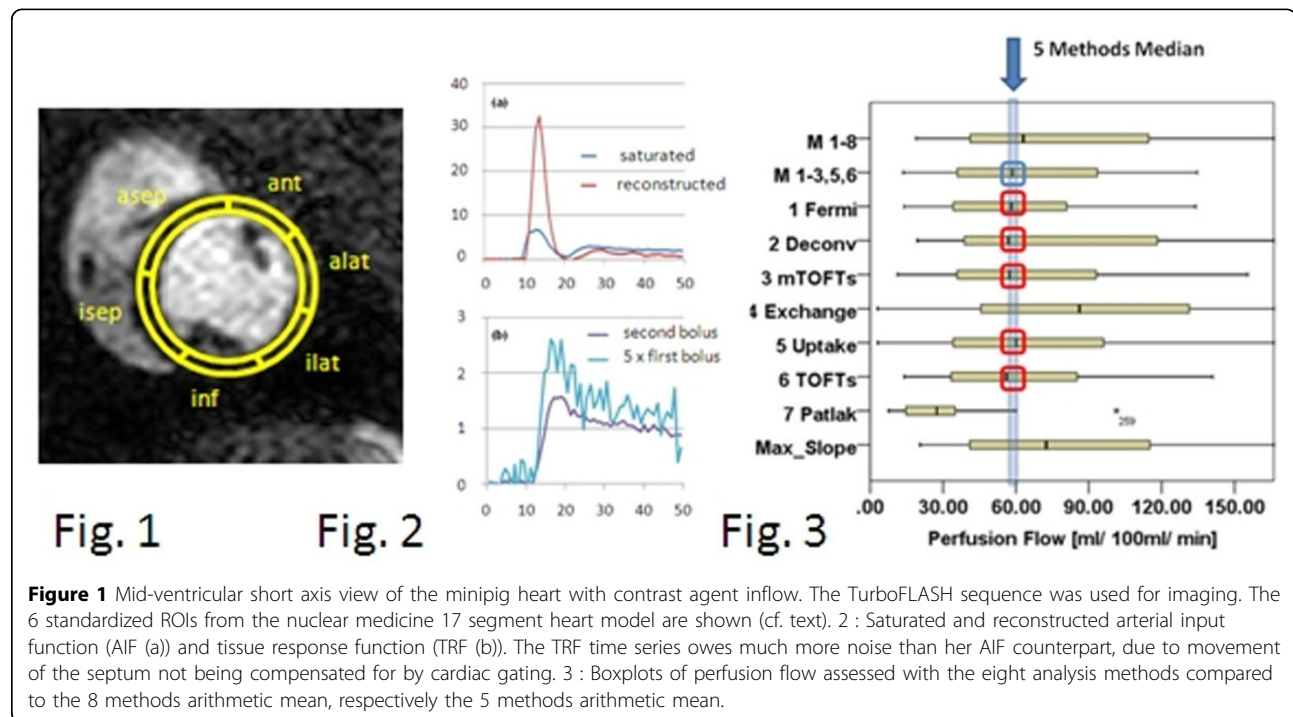 asep
ant
alat
isep
ilat
inf
Fig. 1
40
30
20
10
0
(a)
saturated
reconstructed
0 10 20 30 40 50
3
2
1
0
(b)
second bolus
5 x first bolus
0 10 20 30 40 50
Fig. 2
5 Methods Median
M 1-8
M 1-3,5,6
1 Fermi
2 Deconv
3 mTOFTs
4 Exchange
5 Uptake
6 TOFTs
7 Patlak
Max_Slope
*
259
.00 30.00 60.00 90.00 120.00 150.00
Perfusion Flow [ml/ 100ml/ min]
Fig. 3
Figure 1 Mid-ventricular short axis view of the minipig heart with contrast agent inflow. The TurboFLASH sequence was used for imaging. The
6 standardized ROIs from the nuclear medicine 17 segment heart model are shown (cf. text). 2 : Saturated and reconstructed arterial input
function (AIF (a)) and tissue response function (TRF (b)). The TRF time series owes much more noise than her AIF counterpart, due to movement
of the septum not being compensated for by cardiac gating. 3 : Boxplots of perfusion flow assessed with the eight analysis methods compared
to the 8 methods arithmetic mean, respectively the 5 methods arithmetic mean.